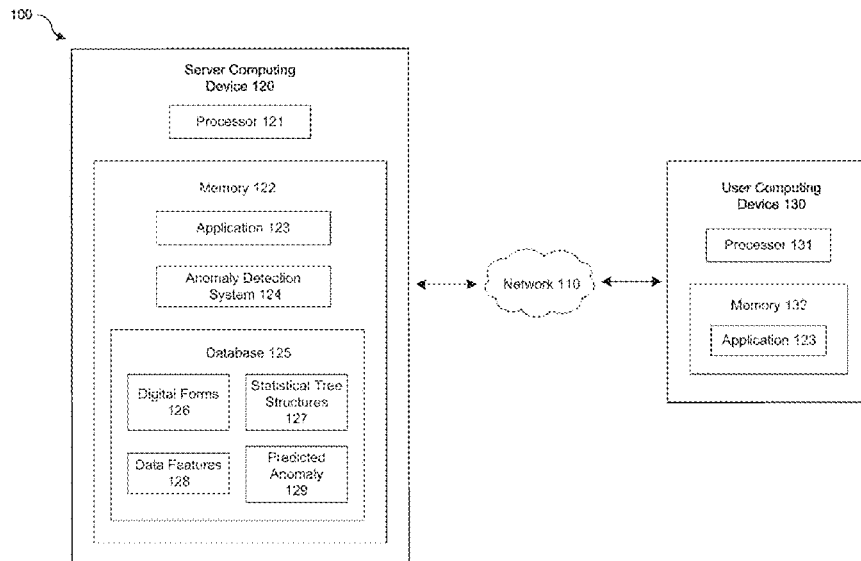 100
Server Computing
Device 120
Processor 121
Memory 122
Application 123
Anomaly Detection
System 124
Database 125
Digital Forms
126
Statistical Tree
Structures
127
Data Features
128
Predicted
Anomaly
129
Network 110
User Computing
Device 130
Processor 131
Memory 132
Application 123